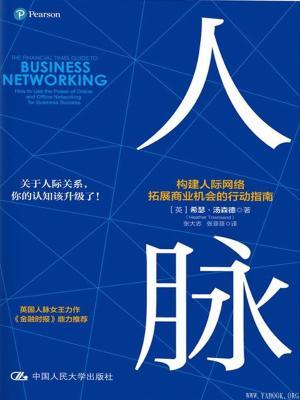 Pearson
THE FINANCIAL TIMES GUIDE TO
BUSINESS
NETWORKING
How to Use the Power of Online
and Offline Networking
for Business Success
人脉
关于人际关系，
你的认知该升级了！
构建人际网络
拓展商业机会的行动指南
［英］希瑟·汤森德 著
（Heather Townsend）
张大志 张菲菲 译
英国人脉女王力作
《金融时报》鼎力推荐
中国人民大学出版社
WWW.YABOOK.ORG